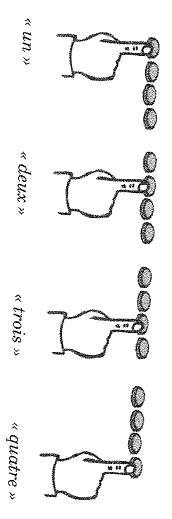 « un »
« deux »
« trois »
« quatre »